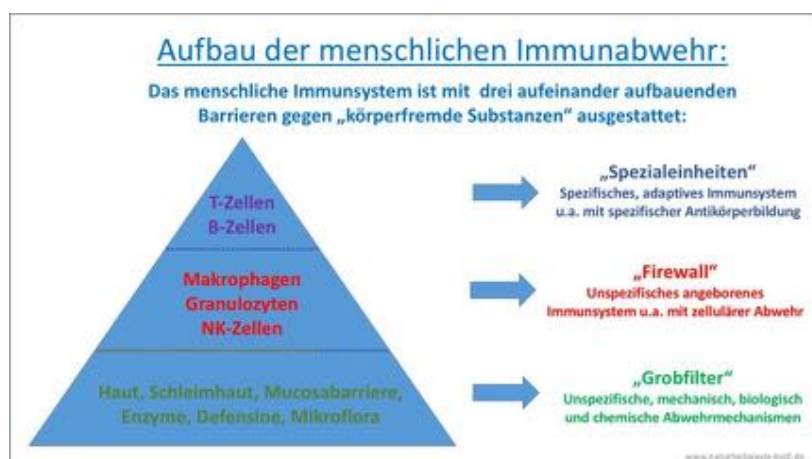 Aufbau der menschlichen Immunabwehr:
Das menschliche Immunsystem ist mit drei aufeinander aufbauenden
Barrieren gegen „körperfremde Substanzen“ ausgestattet:
T-Zellen
B-Zellen
„Spezialeinheiten“
Spezifisches, adaptives Immunsystem
u.a. mit spezifischer Antikörperbildung
Makrophagen
Granulozyten
NK-Zellen
„Firewall“
Unspezifisches angeborenes
Immunsystem u.a. mit zellulärer Abwehr
Haut, Schleimhaut, Mucosabarriere,
Enzyme, Defensine, Mikroflora
„Grobfilter“
Unspezifische, mechanisch, biologisch
und chemische Abwehrmechanismen